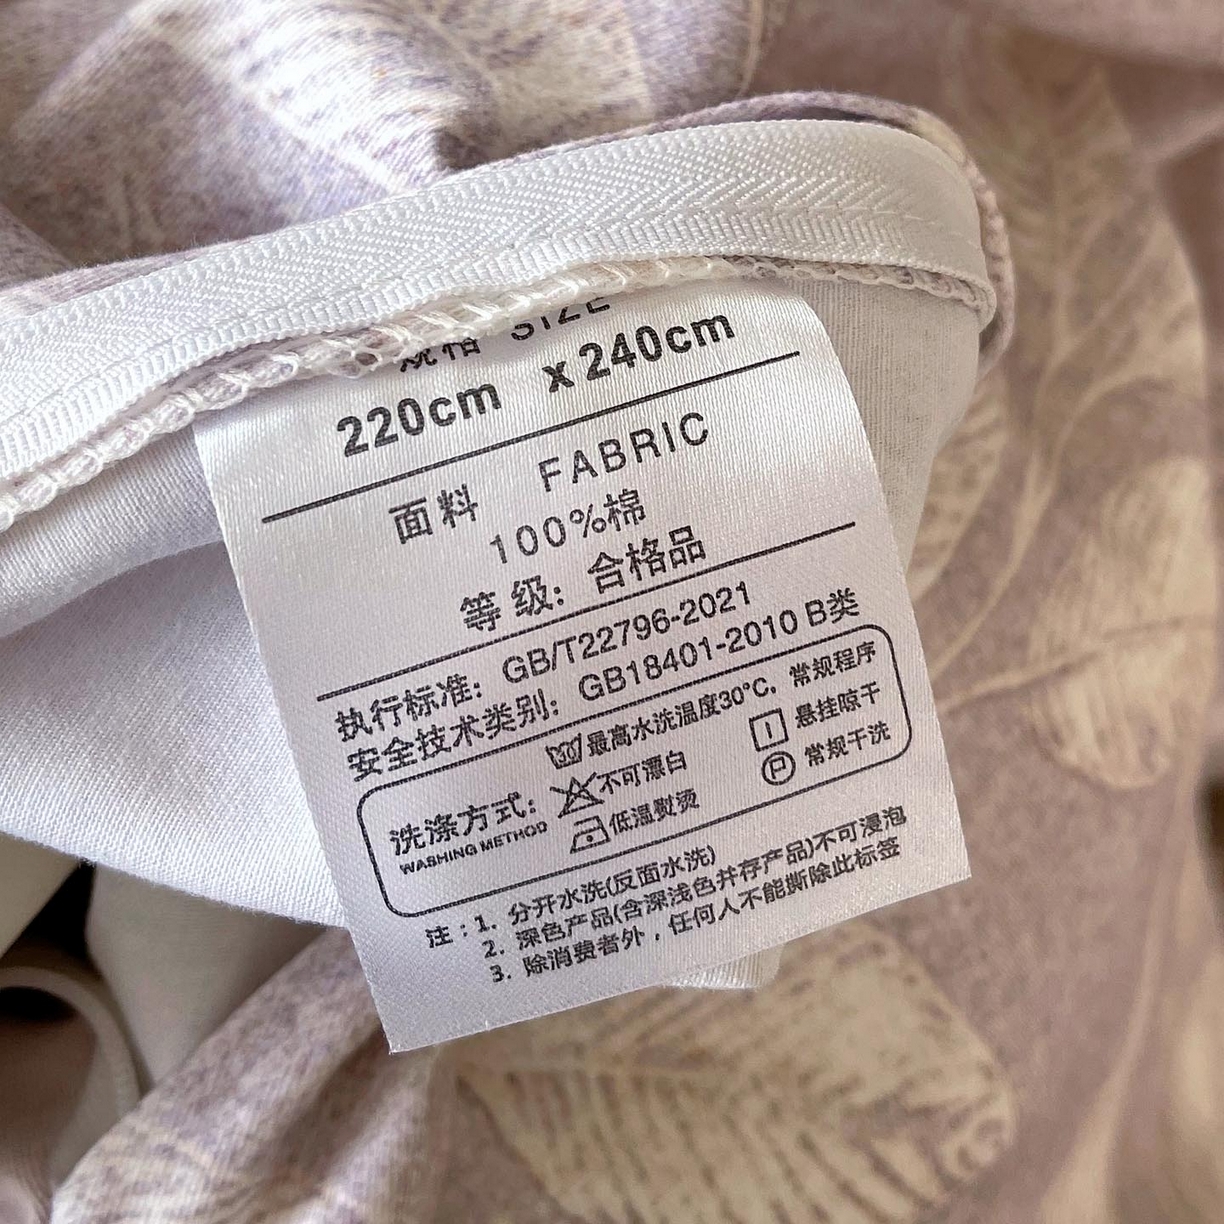 规格 SIZE
220cm x240cm
面料 FABRIC
100%棉
等级: 合格品
执行标准: GB/T22796-2021
安全技术类别: GB18401-2010 B类
洗涤方式:
WASHING METHOD
30 最高水洗温度30°C, 常规程序
不可漂白
悬挂晾干
低温熨烫
P 常规干洗
注:1. 分开水洗(反面水洗)
2. 深色产品(含深浅色并存产品)不可浸泡
3. 除消费者外,任何人不能撕除此标签